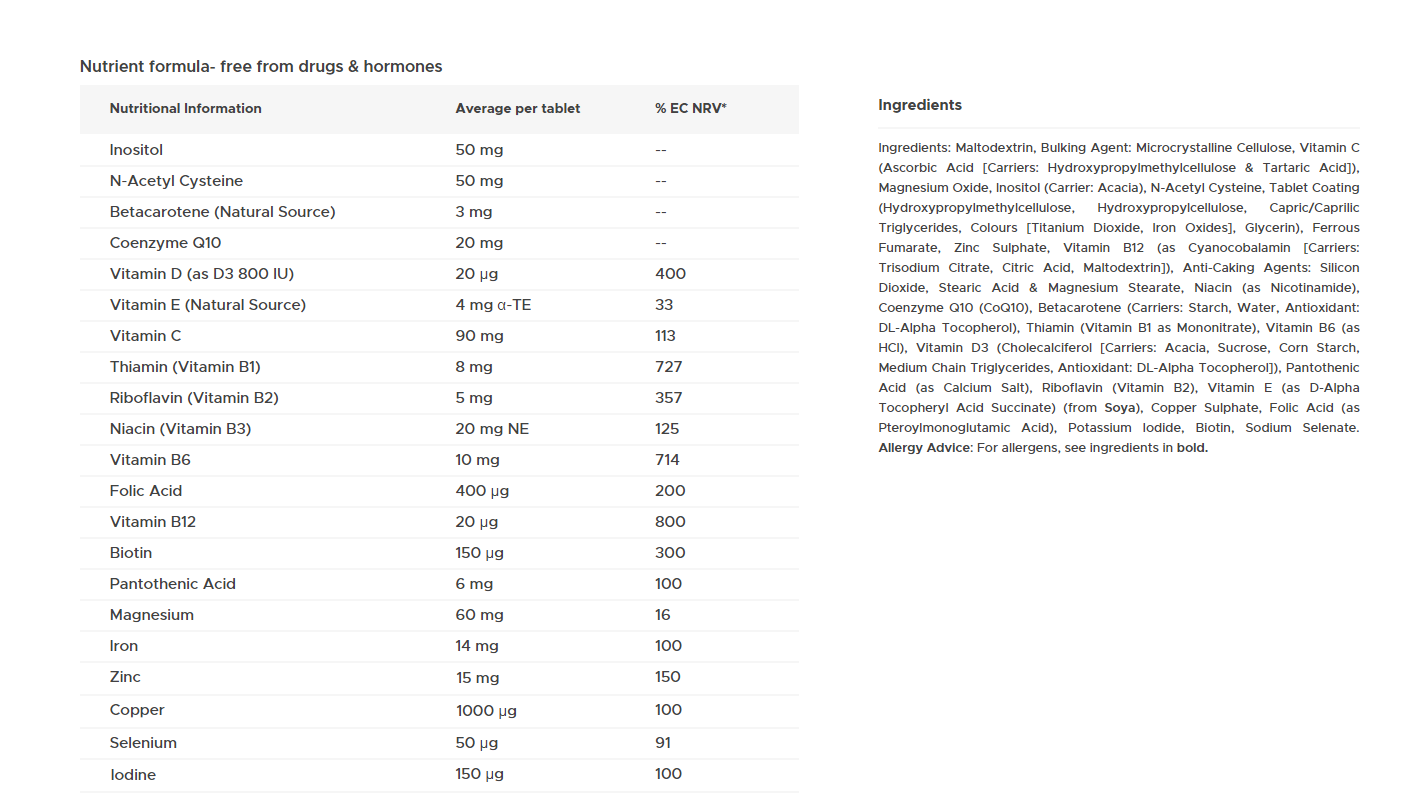 Nutrient formula- free from drugs & hormones
Nutritional Information Average per tablet % EC NRV*
Inositol 50 mg --
N-Acetyl Cysteine 50 mg --
Betacarotene (Natural Source) 3 mg --
Coenzyme Q10 20 mg --
Vitamin D (as D3 800 IU) 20 µg 400
Vitamin E (Natural Source) 4 mg α-TE 33
Vitamin C 90 mg 113
Thiamin (Vitamin B1) 8 mg 727
Riboflavin (Vitamin B2) 5 mg 357
Niacin (Vitamin B3) 20 mg NE 125
Vitamin B6 10 mg 714
Folic Acid 400 µg 200
Vitamin B12 20 µg 800
Biotin 150 µg 300
Pantothenic Acid 6 mg 100
Magnesium 60 mg 16
Iron 14 mg 100
Zinc 15 mg 150
Copper 1000 µg 100
Selenium 50 µg 91
Iodine 150 µg 100
Ingredients
Ingredients: Maltodextrin, Bulking Agent: Microcrystalline Cellulose, Vitamin C
(Ascorbic Acid [Carriers: Hydroxypropylmethylcellulose & Tartaric Acid]),
Magnesium Oxide, Inositol (Carrier: Acacia), N-Acetyl Cysteine, Tablet Coating
(Hydroxypropylmethylcellulose, Hydroxypropylcellulose, Capric/Caprilic
Triglycerides, Colours [Titanium Dioxide, Iron Oxides], Glycerin), Ferrous
Fumarate, Zinc Sulphate, Vitamin B12 (as Cyanocobalamin [Carriers:
Trisodium Citrate, Citric Acid, Maltodextrin]), Anti-Caking Agents: Silicon
Dioxide, Stearic Acid & Magnesium Stearate, Niacin (as Nicotinamide),
Coenzyme Q10 (CoQ10), Betacarotene (Carriers: Starch, Water, Antioxidant:
DL-Alpha Tocopherol), Thiamin (Vitamin B1 as Mononitrate), Vitamin B6 (as
HCl), Vitamin D3 (Cholecalciferol [Carriers: Acacia, Sucrose, Corn Starch,
Medium Chain Triglycerides, Antioxidant: DL-Alpha Tocopherol]), Pantothenic
Acid (as Calcium Salt), Riboflavin (Vitamin B2), Vitamin E (as D-Alpha
Tocopheryl Acid Succinate) (from Soya), Copper Sulphate, Folic Acid (as
Pteroylmonoglutamic Acid), Potassium Iodide, Biotin, Sodium Selenate.
Allergy Advice: For allergens, see ingredients in bold.